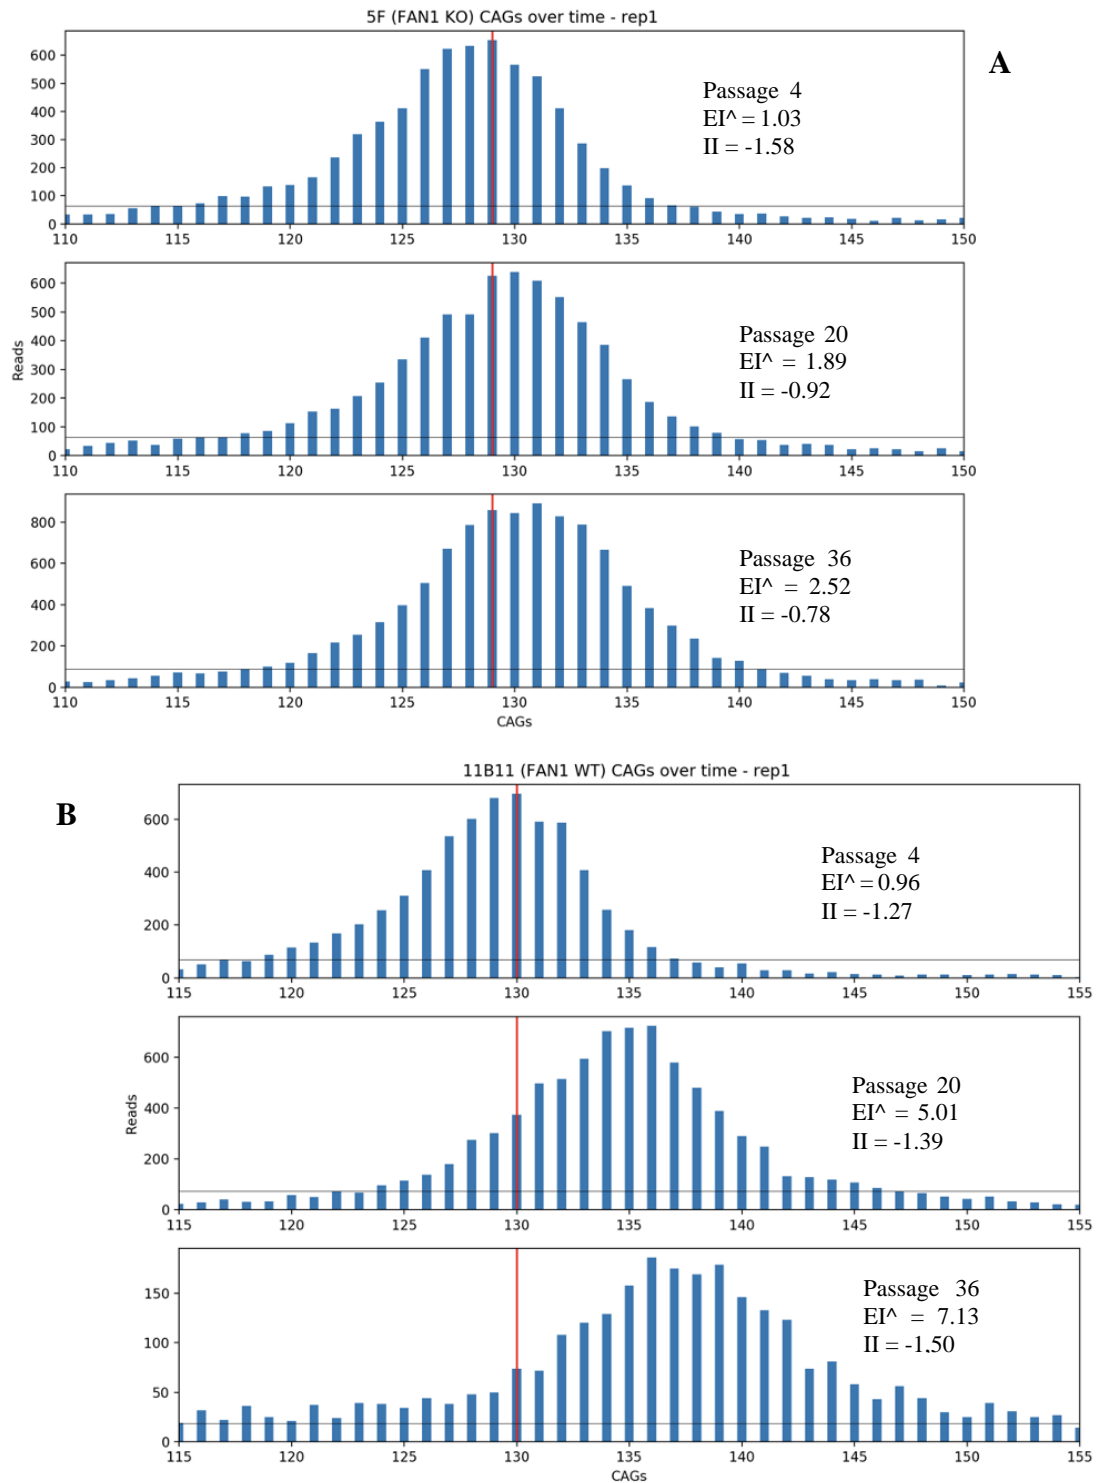 5F (FAN1 KO) CAGs over time - rep1
A
600
500
400
300
200
100
0
Passage 4
EI^ = 1.03
II = -1.58
110 115 120 125 130 135 140 145 150
600
500
400
300
200
100
0
Reads
Passage 20
EI^ = 1.89
II = -0.92
110 115 120 125 130 135 140 145 150
800
600
400
200
0
Passage 36
EI^ = 2.52
II = -0.78
110 115 120 125 130 135 140 145 150
CAGs
11B11 (FAN1 WT) CAGs over time - rep1
B
600
400
200
0
Passage 4
EI^ = 0.96
II = -1.27
115 120 125 130 135 140 145 150 155
600
400
200
0
Reads
Passage 20
EI^ = 5.01
II = -1.39
115 120 125 130 135 140 145 150 155
150
100
50
0
Passage 36
EI^ = 7.13
II = -1.50
115 120 125 130 135 140 145 150 155
CAGs